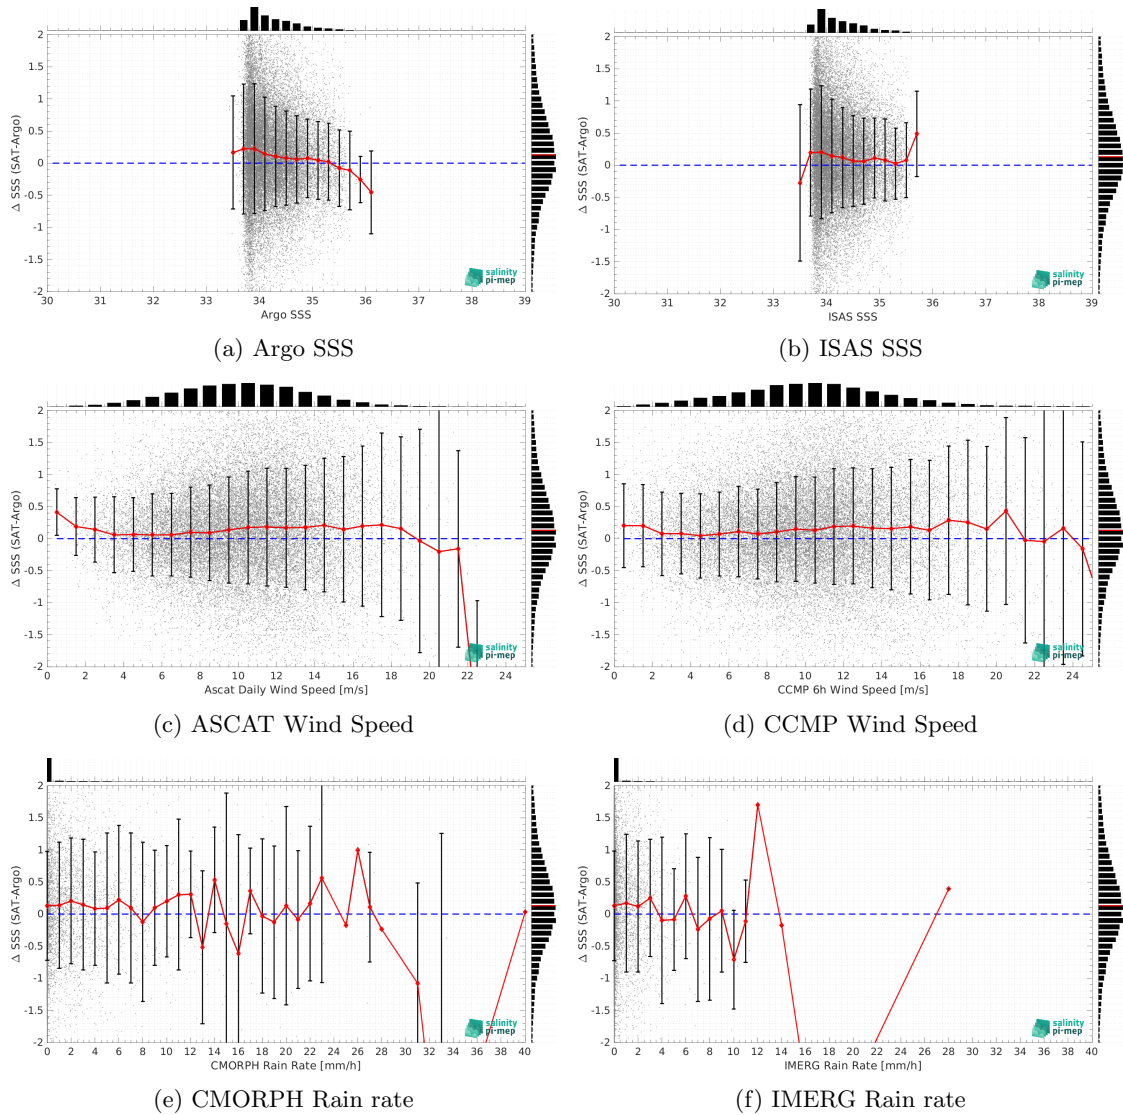 2
1.5
1
0.5
0
-0.5
-1
-1.5
-2
Δ SSS (SAT-Argo)
30 31 32 33 34 35 36 37 38 39
Argo SSS
salinity
pi-mep
(a) Argo SSS
2
1.5
1
0.5
0
-0.5
-1
-1.5
-2
Δ SSS (SAT-Argo)
30 31 32 33 34 35 36 37 38 39
ISAS SSS
salinity
pi-mep
(b) ISAS SSS
2
1.5
1
0.5
0
-0.5
-1
-1.5
-2
Δ SSS (SAT-Argo)
0 2 4 6 8 10 12 14 16 18 20 22 24
Ascat Daily Wind Speed [m/s]
salinity
pi-mep
(c) ASCAT Wind Speed
2
1.5
1
0.5
0
-0.5
-1
-1.5
-2
Δ SSS (SAT-Argo)
0 2 4 6 8 10 12 14 16 18 20 22 24
CCMP 6h Wind Speed [m/s]
salinity
pi-mep
(d) CCMP Wind Speed
2
1.5
1
0.5
0
-0.5
-1
-1.5
-2
Δ SSS (SAT-Argo)
0 2 4 6 8 10 12 14 16 18 20 22 24 26 28 30 32 34 36 38 40
CMORPH Rain Rate [mm/h]
salinity
pi-mep
(e) CMORPH Rain rate
2
1.5
1
0.5
0
-0.5
-1
-1.5
-2
Δ SSS (SAT-Argo)
0 2 4 6 8 10 12 14 16 18 20 22 24 26 28 30 32 34 36 38 40
IMERG Rain Rate [mm/h]
salinity
pi-mep
(f) IMERG Rain rate